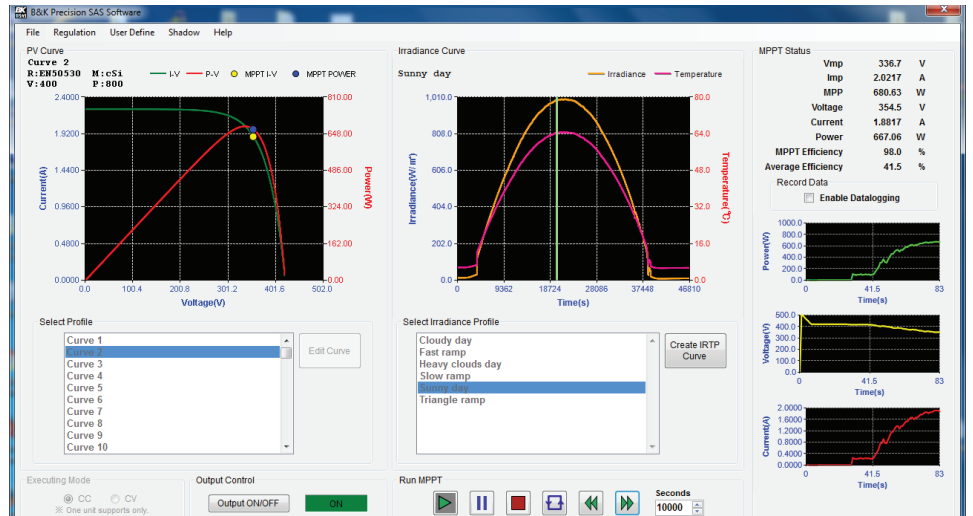 B&K Precision SAS Software
File Regulation User Define Shadow Help
PV Curve
Curve 2
R:EN50530 M:cSi
V:400 P:800
I-V P-V MPPT I-V MPPT POWER
2.4000
1.9200
1.4400
0.9600
0.4800
0.0000
Current(A)
810.00
648.00
486.00
324.00
162.00
0.00
Power(W)
0.0 100.4 200.8 301.2 401.6 502.0
Voltage(V)
Irradiance Curve
Sunny day
Irradiance Temperature
1,010.0
808.0
606.0
404.0
202.0
0.0
Irradiance(W/㎡)
80.0
64.0
48.0
32.0
16.0
0.0
Temperature(℃)
0 9362 18724 28086 37448 46810
Time(s)
MPPT Status
Vmp 336.7 V
Imp 2.0217 A
MPP 680.63 W
Voltage 354.5 V
Current 1.8817 A
Power 667.06 W
MPPT Efficiency 98.0 %
Average Efficiency 41.5 %
Record Data
Enable Datalogging
1000.0
800.0
600.0
400.0
200.0
0.0
Power(W)
0 41.5 83
Time(s)
500.0
400.0
300.0
200.0
100.0
0.0
Voltage(V)
0 41.5 83
Time(s)
2.0000
1.6000
1.2000
0.8000
0.4000
0.0000
Current(A)
0 41.5 83
Time(s)
Select Profile
Curve 1
Curve 2
Curve 3
Curve 4
Curve 5
Curve 6
Curve 7
Curve 8
Curve 9
Curve 10
Edit Curve
Select Irradiance Profile
Cloudy day
Fast ramp
Heavy clouds day
Slow ramp
Sunny day
Triangle ramp
Create IRTP
Curve
Executing Mode
CC CV
※ One unit supports only.
Output Control
Output ON/OFF ON
Run MPPT
Seconds
10000